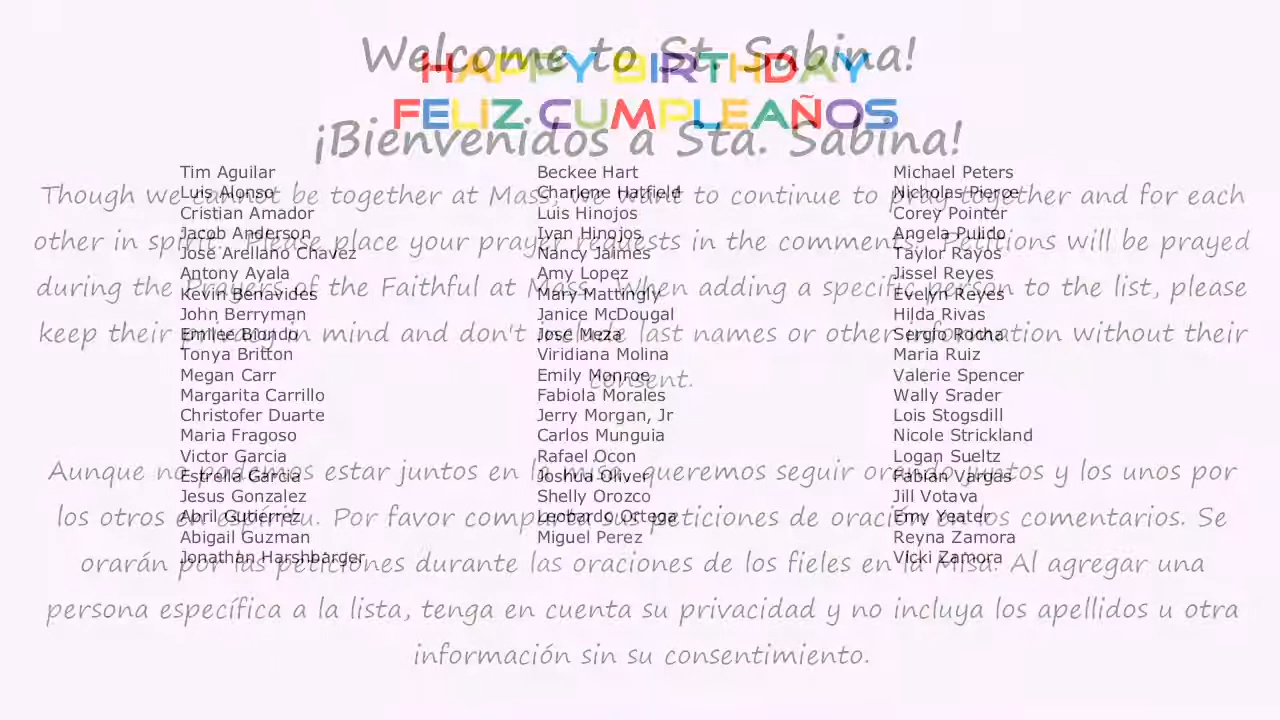 Welcome to St. Sabina!
¡Bienvenidos a Sta. Sabina!
Though we cannot be together at Mass, we want to continue to pray together and for each
other in spirit. Please place your prayer requests in the comments. Petitions will be prayed
during the Prayers of the Faithful at Mass. When adding a specific person to the list, please
keep their privacy in mind and don't include last names or other information without their
consent.
Aunque no podemos estar juntos en la misa, queremos seguir orando juntos y los unos por
los otros en espíritu. Por favor comparta sus peticiones de oración en los comentarios. Se
orarán por las peticiones durante las oraciones de los fieles en la Misa. Al agregar una
persona específica a la lista, tenga en cuenta su privacidad y no incluya los apellidos u otra
información sin su consentimiento.
HAPPY BIRTHDAY
FELIZ CUMPLEAÑOS
Tim Aguilar
Luis Alonso
Cristian Amador
Jacob Anderson
Jose Arellano Chavez
Antony Ayala
Kevin Benavides
John Berryman
Emilee Biondo
Tonya Britton
Megan Carr
Margarita Carrillo
Christofer Duarte
Maria Fragoso
Victor Garcia
Estrella Garcia
Jesus Gonzalez
Abril Gutierrez
Abigail Guzman
Jonathan Harshbarger
Beckee Hart
Charlene Hatfield
Luis Hinojos
Ivan Hinojos
Nancy Jaimes
Amy Lopez
Mary Mattingly
Janice McDougal
Jose Meza
Viridiana Molina
Emily Monroe
Fabiola Morales
Jerry Morgan, Jr
Carlos Munguia
Rafael Ocon
Joshua Oliver
Shelly Orozco
Leobardo Ortega
Miguel Perez
Michael Peters
Nicholas Pierce
Corey Pointer
Angela Pulido
Taylor Rayos
Jissel Reyes
Evelyn Reyes
Hilda Rivas
Sergio Rocha
Maria Ruiz
Valerie Spencer
Wally Srader
Lois Stogsdill
Nicole Strickland
Logan Sueltz
Fabian Vargas
Jill Votava
Emy Yeater
Reyna Zamora
Vicki Zamora